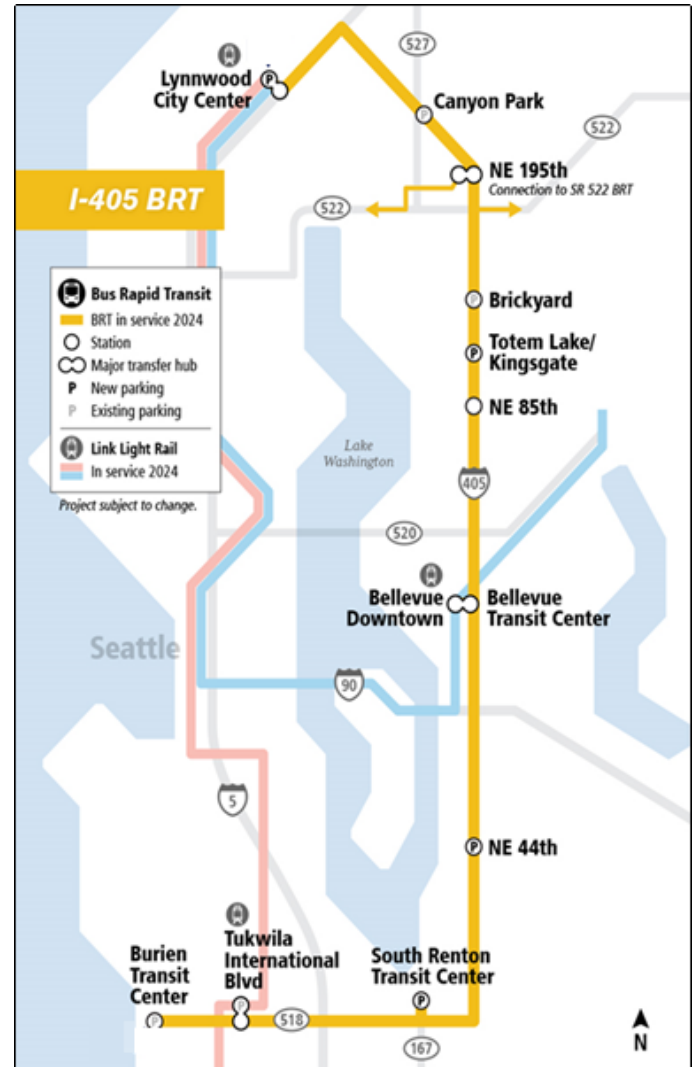 527
Lynnwood
City Center
P
P
Canyon Park
522
NE 195th
Connection to SR 522 BRT
I-405 BRT
522
Bus Rapid Transit
BRT in service 2024
Station
Major transfer hub
P New parking
P Existing parking
Link Light Rail
In service 2024
Project subject to change.
P
Brickyard
P
Totem Lake/
Kingsgate
NE 85th
Lake
Washington
405
520
Bellevue
Downtown
Bellevue
Transit Center
Seattle
90
5
P
NE 44th
Tukwila
International
Blvd
Burien
Transit
Center
South Renton
Transit Center
P
P
P
518
167
N